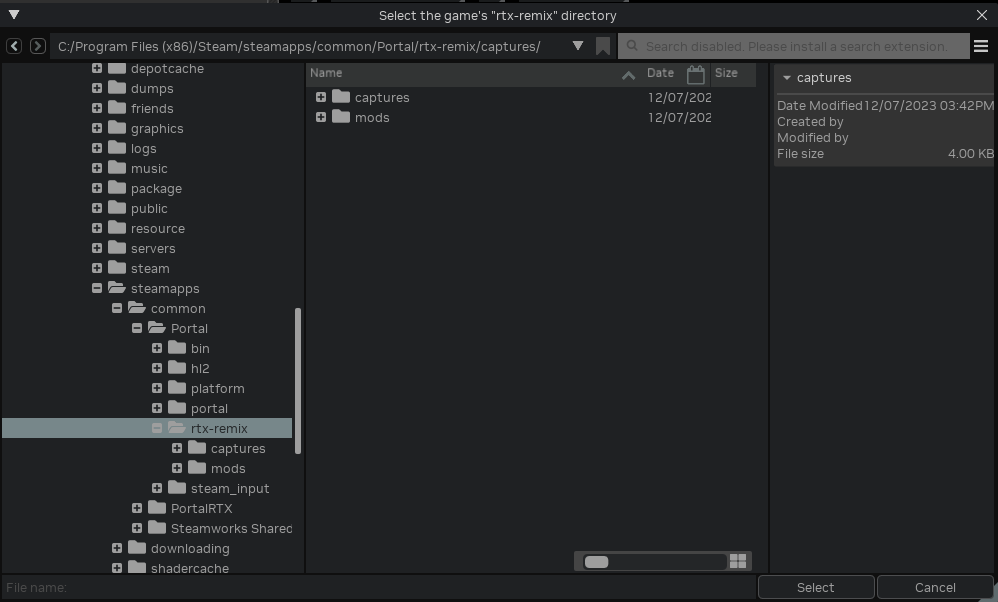 Select the game's "rtx-remix" directory
C:/Program Files (x86)/Steam/steamapps/common/Portal/rtx-remix/captures/
Search disabled. Please install a search extension.
depotcache
dumps
friends
graphics
logs
music
package
public
resource
servers
steam
steamapps
common
Portal
bin
hl2
platform
portal
rtx-remix
captures
mods
steam_input
PortalRTX
Steamworks Shared
downloading
shadercache
Name Date Size
captures 12/07/202
mods 12/07/202
captures
Date Modified12/07/2023 03:42PM
Created by
Modified by
File size 4.00 KB
File name:
Select Cancel